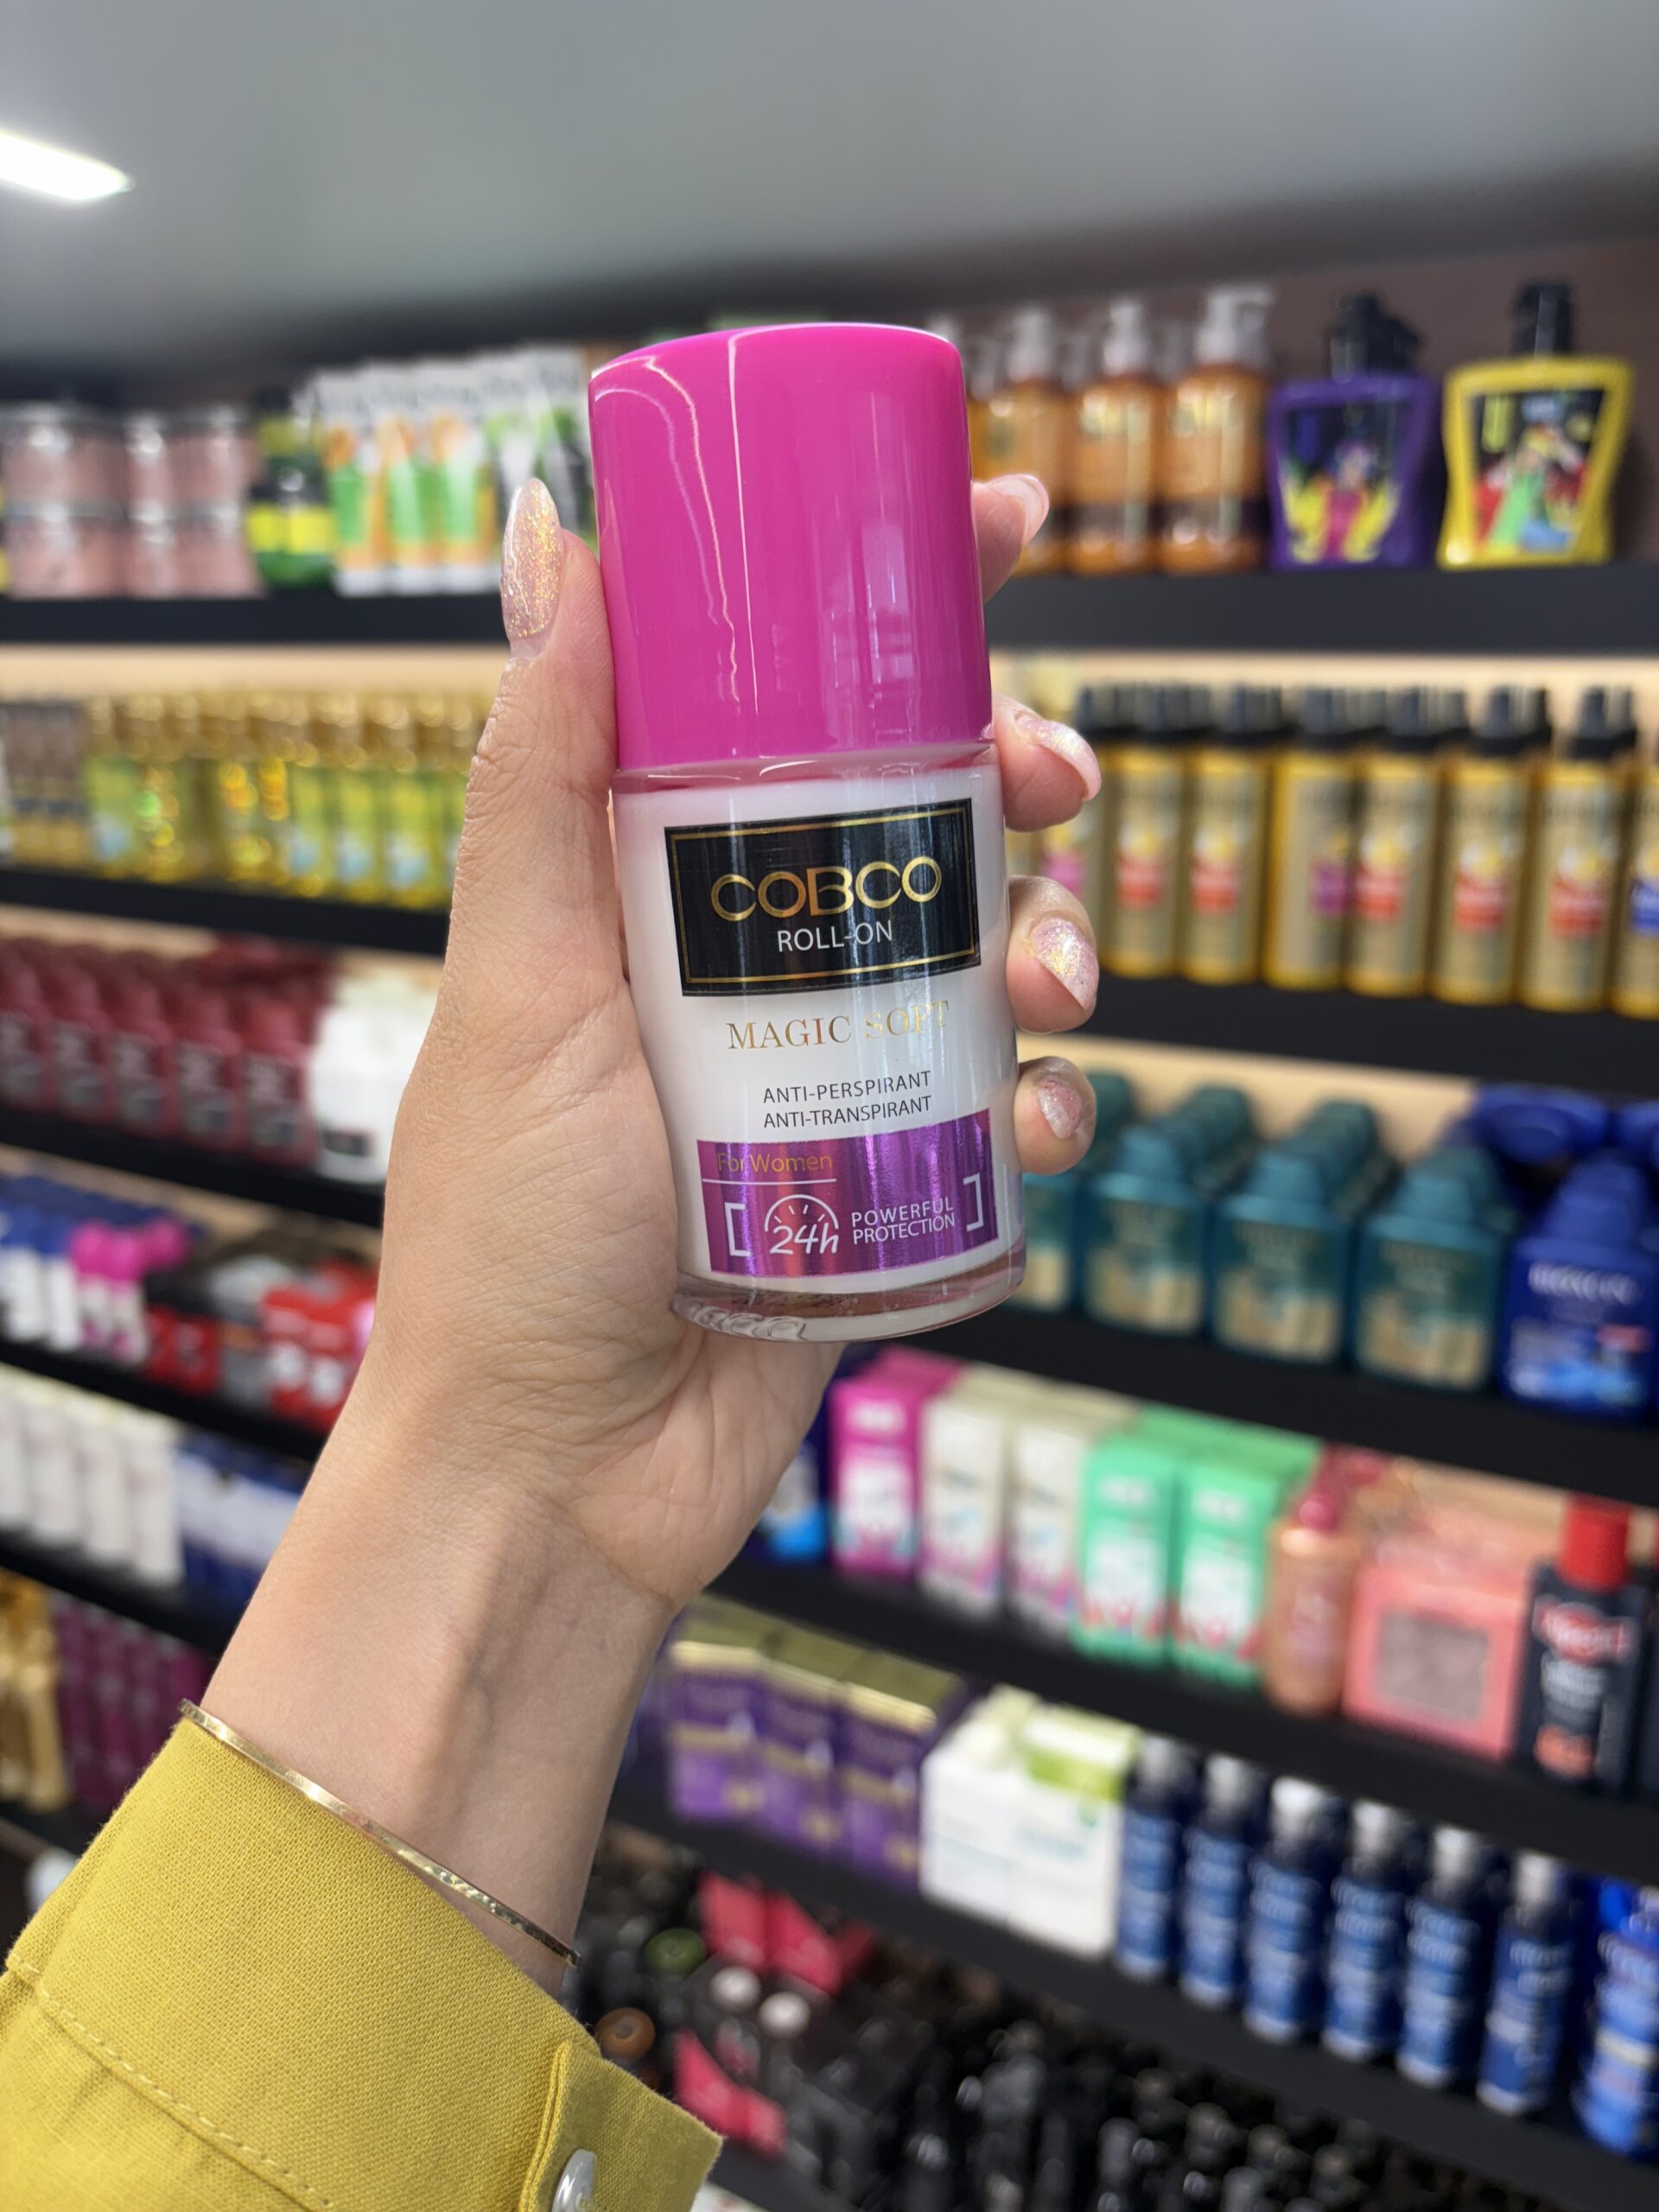 COBCO
ROLL-ON
MAGIC SOFT
ANTI-PERSPIRANT
ANTI-TRANSPIRANT
For Women
24h
POWERFUL
PROTECTION